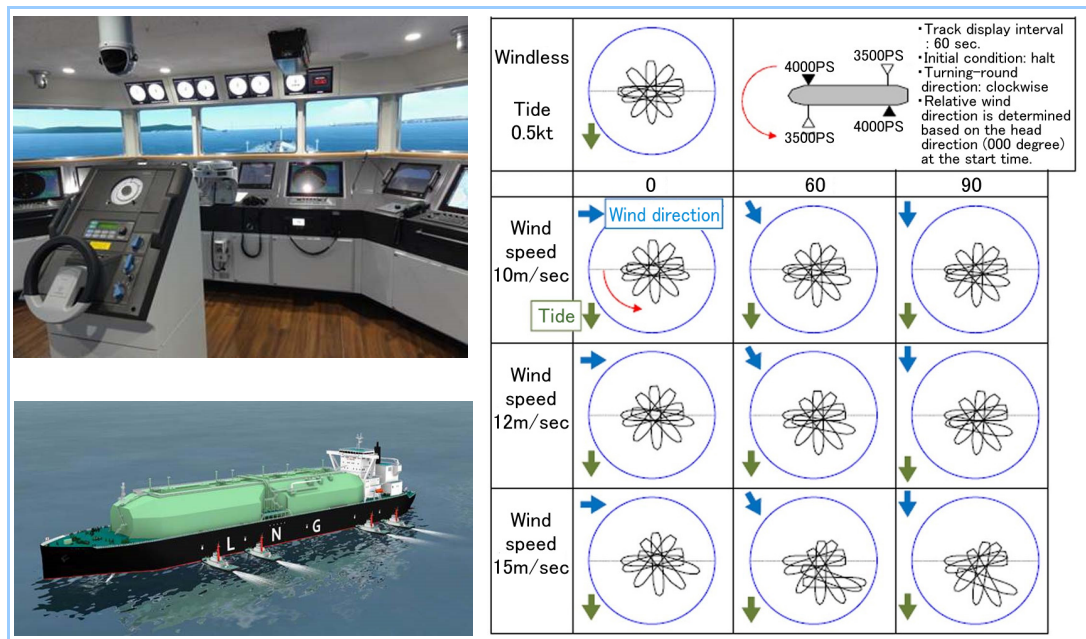 Windless
Tide
0.5kt
4000PS
3500PS
3500PS
4000PS
・Track display interval
: 60 sec.
・Initial condition: halt
・Turning-round
direction: clockwise
・Relative wind
direction is determined
based on the head
direction (000 degree)
at the start time.
0
60
90
Wind
speed
10m/sec
Wind direction
Tide
Wind
speed
12m/sec
Wind
speed
15m/sec
L N G